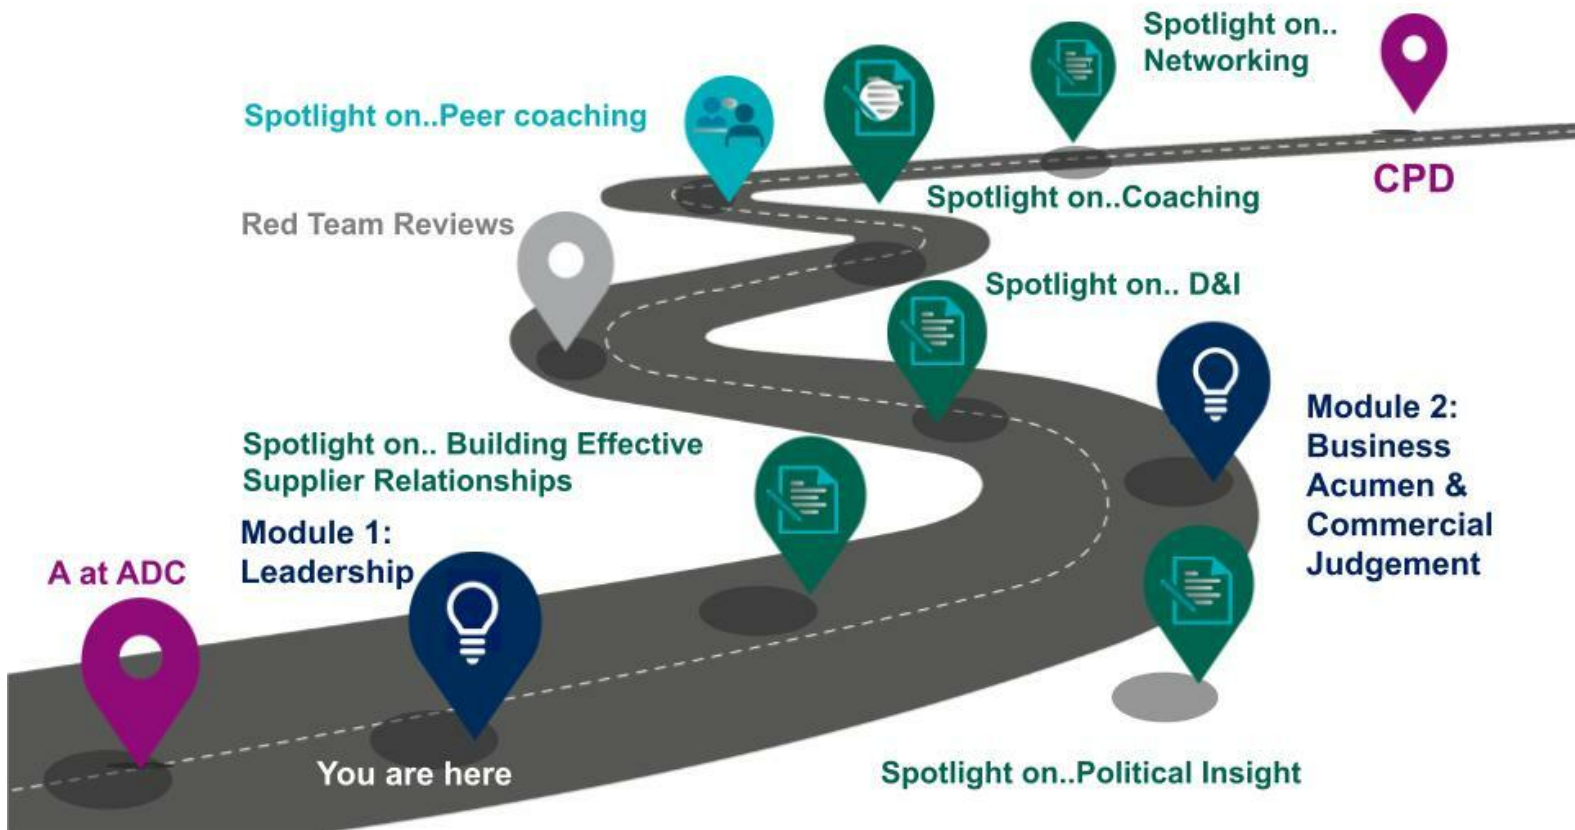 Spotlight on..
Networking
Spotlight on..Peer coaching
CPD
Spotlight on..Coaching
Red Team Reviews
Spotlight on.. D&I
Module 2:
Business
Acumen &
Commercial
Judgement
Spotlight on.. Building Effective
Supplier Relationships
Module 1:
Leadership
A at ADC
You are here
Spotlight on..Political Insight